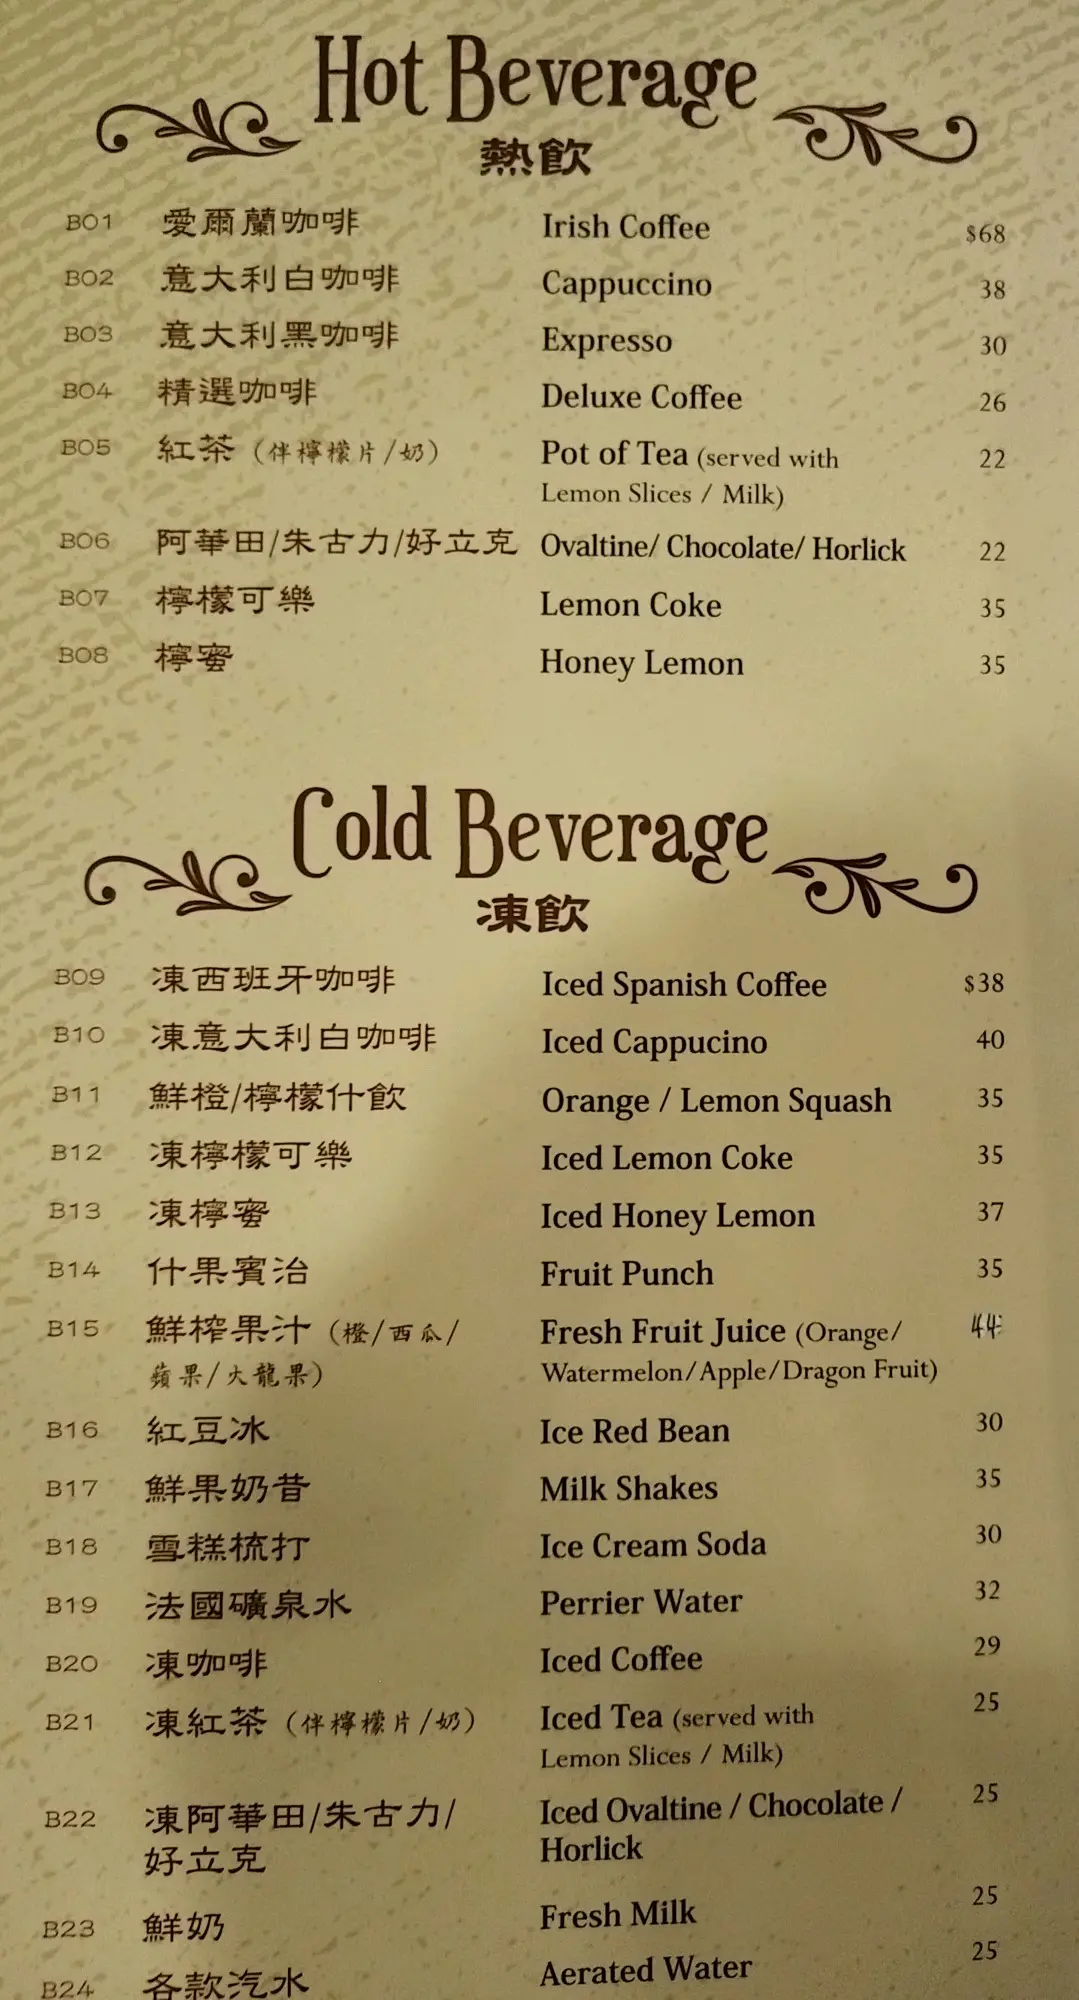 Hot Beverage
熱飲
B01 愛爾蘭咖啡 Irish Coffee $68
B02 意大利白咖啡 Cappuccino 38
B03 意大利黑咖啡 Expresso 30
B04 精選咖啡 Deluxe Coffee 26
B05 紅茶 (伴檸檬片/奶) Pot of Tea (served with 22
Lemon Slices / Milk)
B06 阿華田/朱古力/好立克 Ovaltine/ Chocolate/ Horlick 22
B07 檸檬可樂 Lemon Coke 35
B08 檸蜜 Honey Lemon 35
Cold Beverage
凍飲
B09 凍西班牙咖啡 Iced Spanish Coffee $38
B10 凍意大利白咖啡 Iced Cappucino 40
B11 鮮橙/檸檬什飲 Orange / Lemon Squash 35
B12 凍檸檬可樂 Iced Lemon Coke 35
B13 凍檸蜜 Iced Honey Lemon 37
B14 什果賓治 Fruit Punch 35
B15 鮮榨果汁 (橙/西瓜/ Fresh Fruit Juice (Orange/ 44
蘋果/火龍果) Watermelon/Apple/Dragon Fruit)
B16 紅豆冰 Ice Red Bean 30
B17 鮮果奶昔 Milk Shakes 35
B18 雪糕梳打 Ice Cream Soda 30
B19 法國礦泉水 Perrier Water 32
B20 凍咖啡 Iced Coffee 29
B21 凍紅茶 (伴檸檬片/奶) Iced Tea (served with 25
Lemon Slices / Milk)
B22 凍阿華田/朱古力/ Iced Ovaltine / Chocolate / 25
好立克 Horlick
B23 鮮奶 Fresh Milk 25
B24 各款汽水 Aerated Water 25